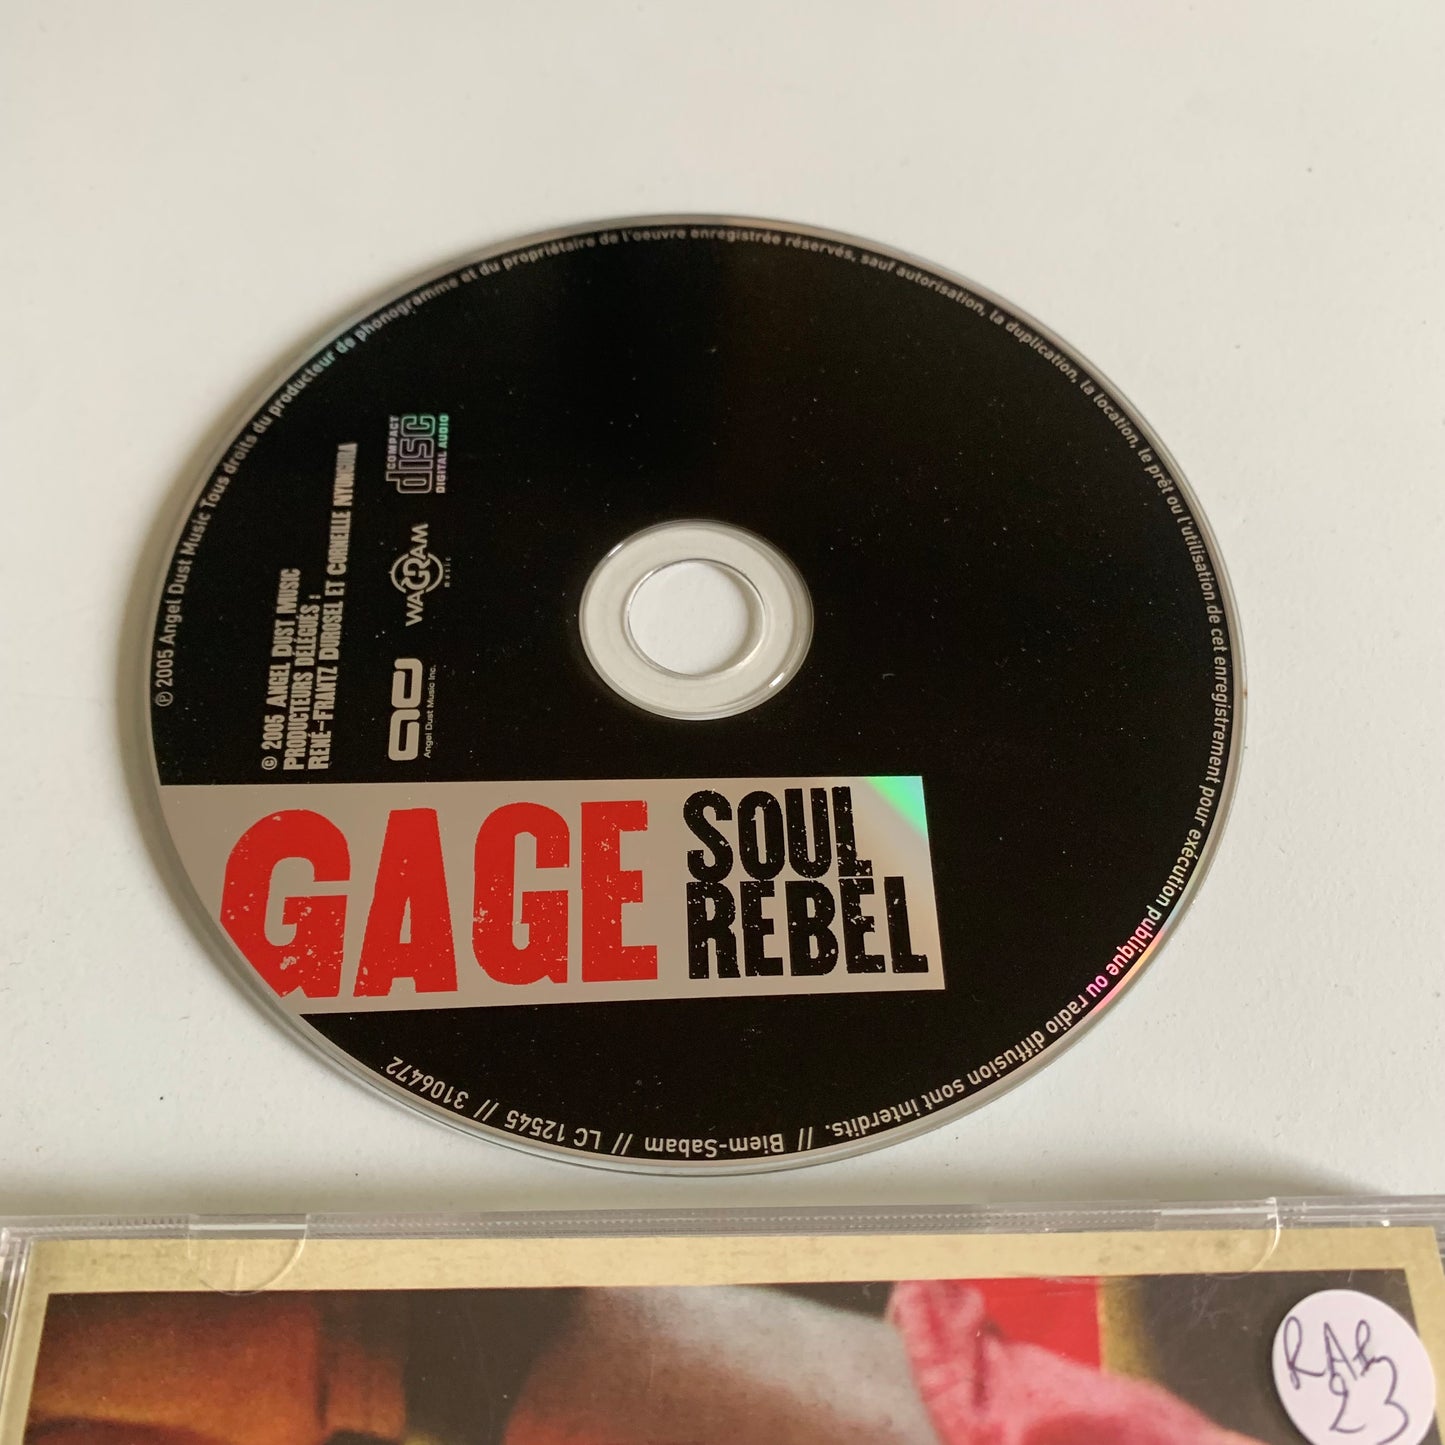 ℗ 2005 Angel Dust Music Tous droits du producteur de phonogramme et du propriétaire de l'oeuvre enregistrée réservés, sauf autorisation, la duplication, la location, le prêt ou l'utilisation de cet enregistrement pour exécution publique ou radio diffusion sont interdits. // Biem-Sabam // LC 12545 // 3106472
© 2005 ANGEL DUST MUSIC
PRODUCTEURS DÉLÉGUÉS :
RENÉ-FRANTZ DUROSEL ET CORNEILLE NYUNGURA
Angel Dust Music Inc.
WAGRAM
MUSIC
COMPACT
disc
DIGITAL AUDIO
GAGE
SOUL
REBEL
23